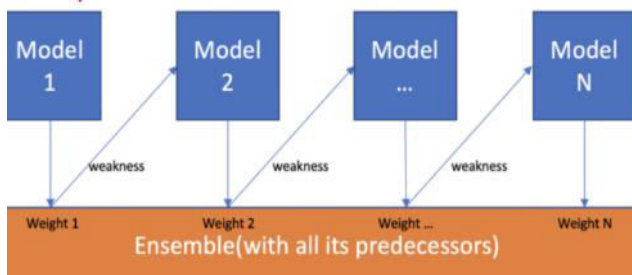 Model
1
Model
2
Model
...
Model
N
weakness
weakness
weakness
Weight 1
Weight 2
Weight ...
Weight N
Ensemble(with all its predecessors)